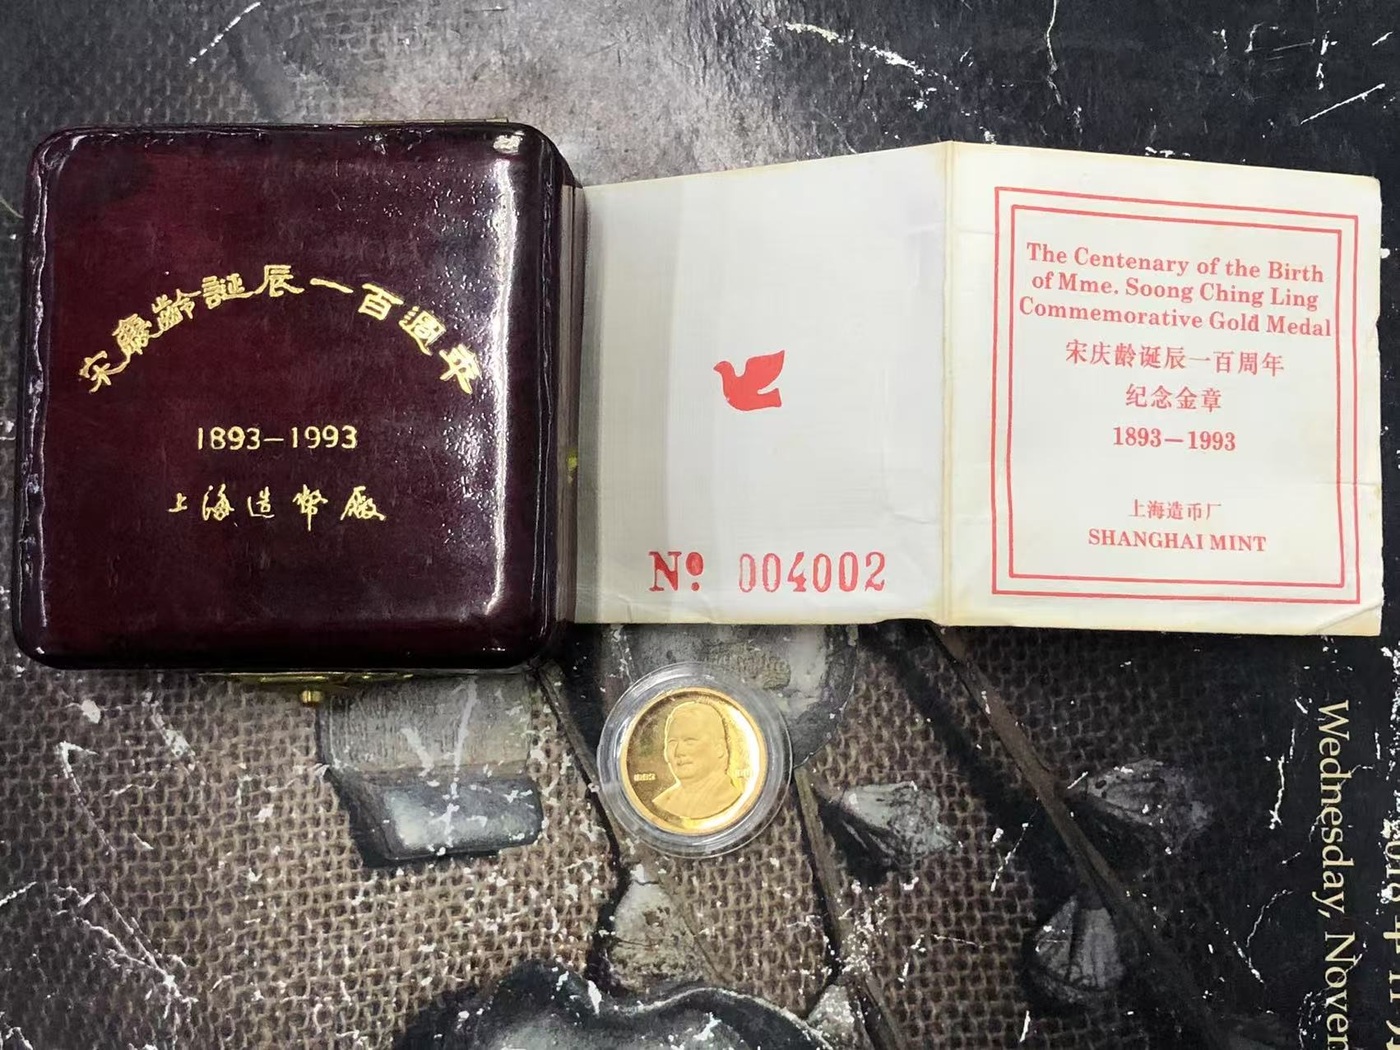 宋慶齡誕辰一百週年
1893-1993
上海造幣廠
Nº 004002
The Centenary of the Birth
of Mme. Soong Ching Ling
Commemorative Gold Medal
宋庆龄诞辰一百周年
纪念金章
1893-1993
上海造币厂
SHANGHAI MINT
1893
Wednesday,